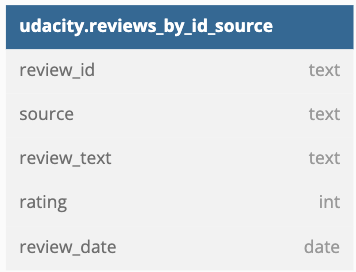 udacity.reviews_by_id_source
review_id text
source text
review_text text
rating int
review_date date